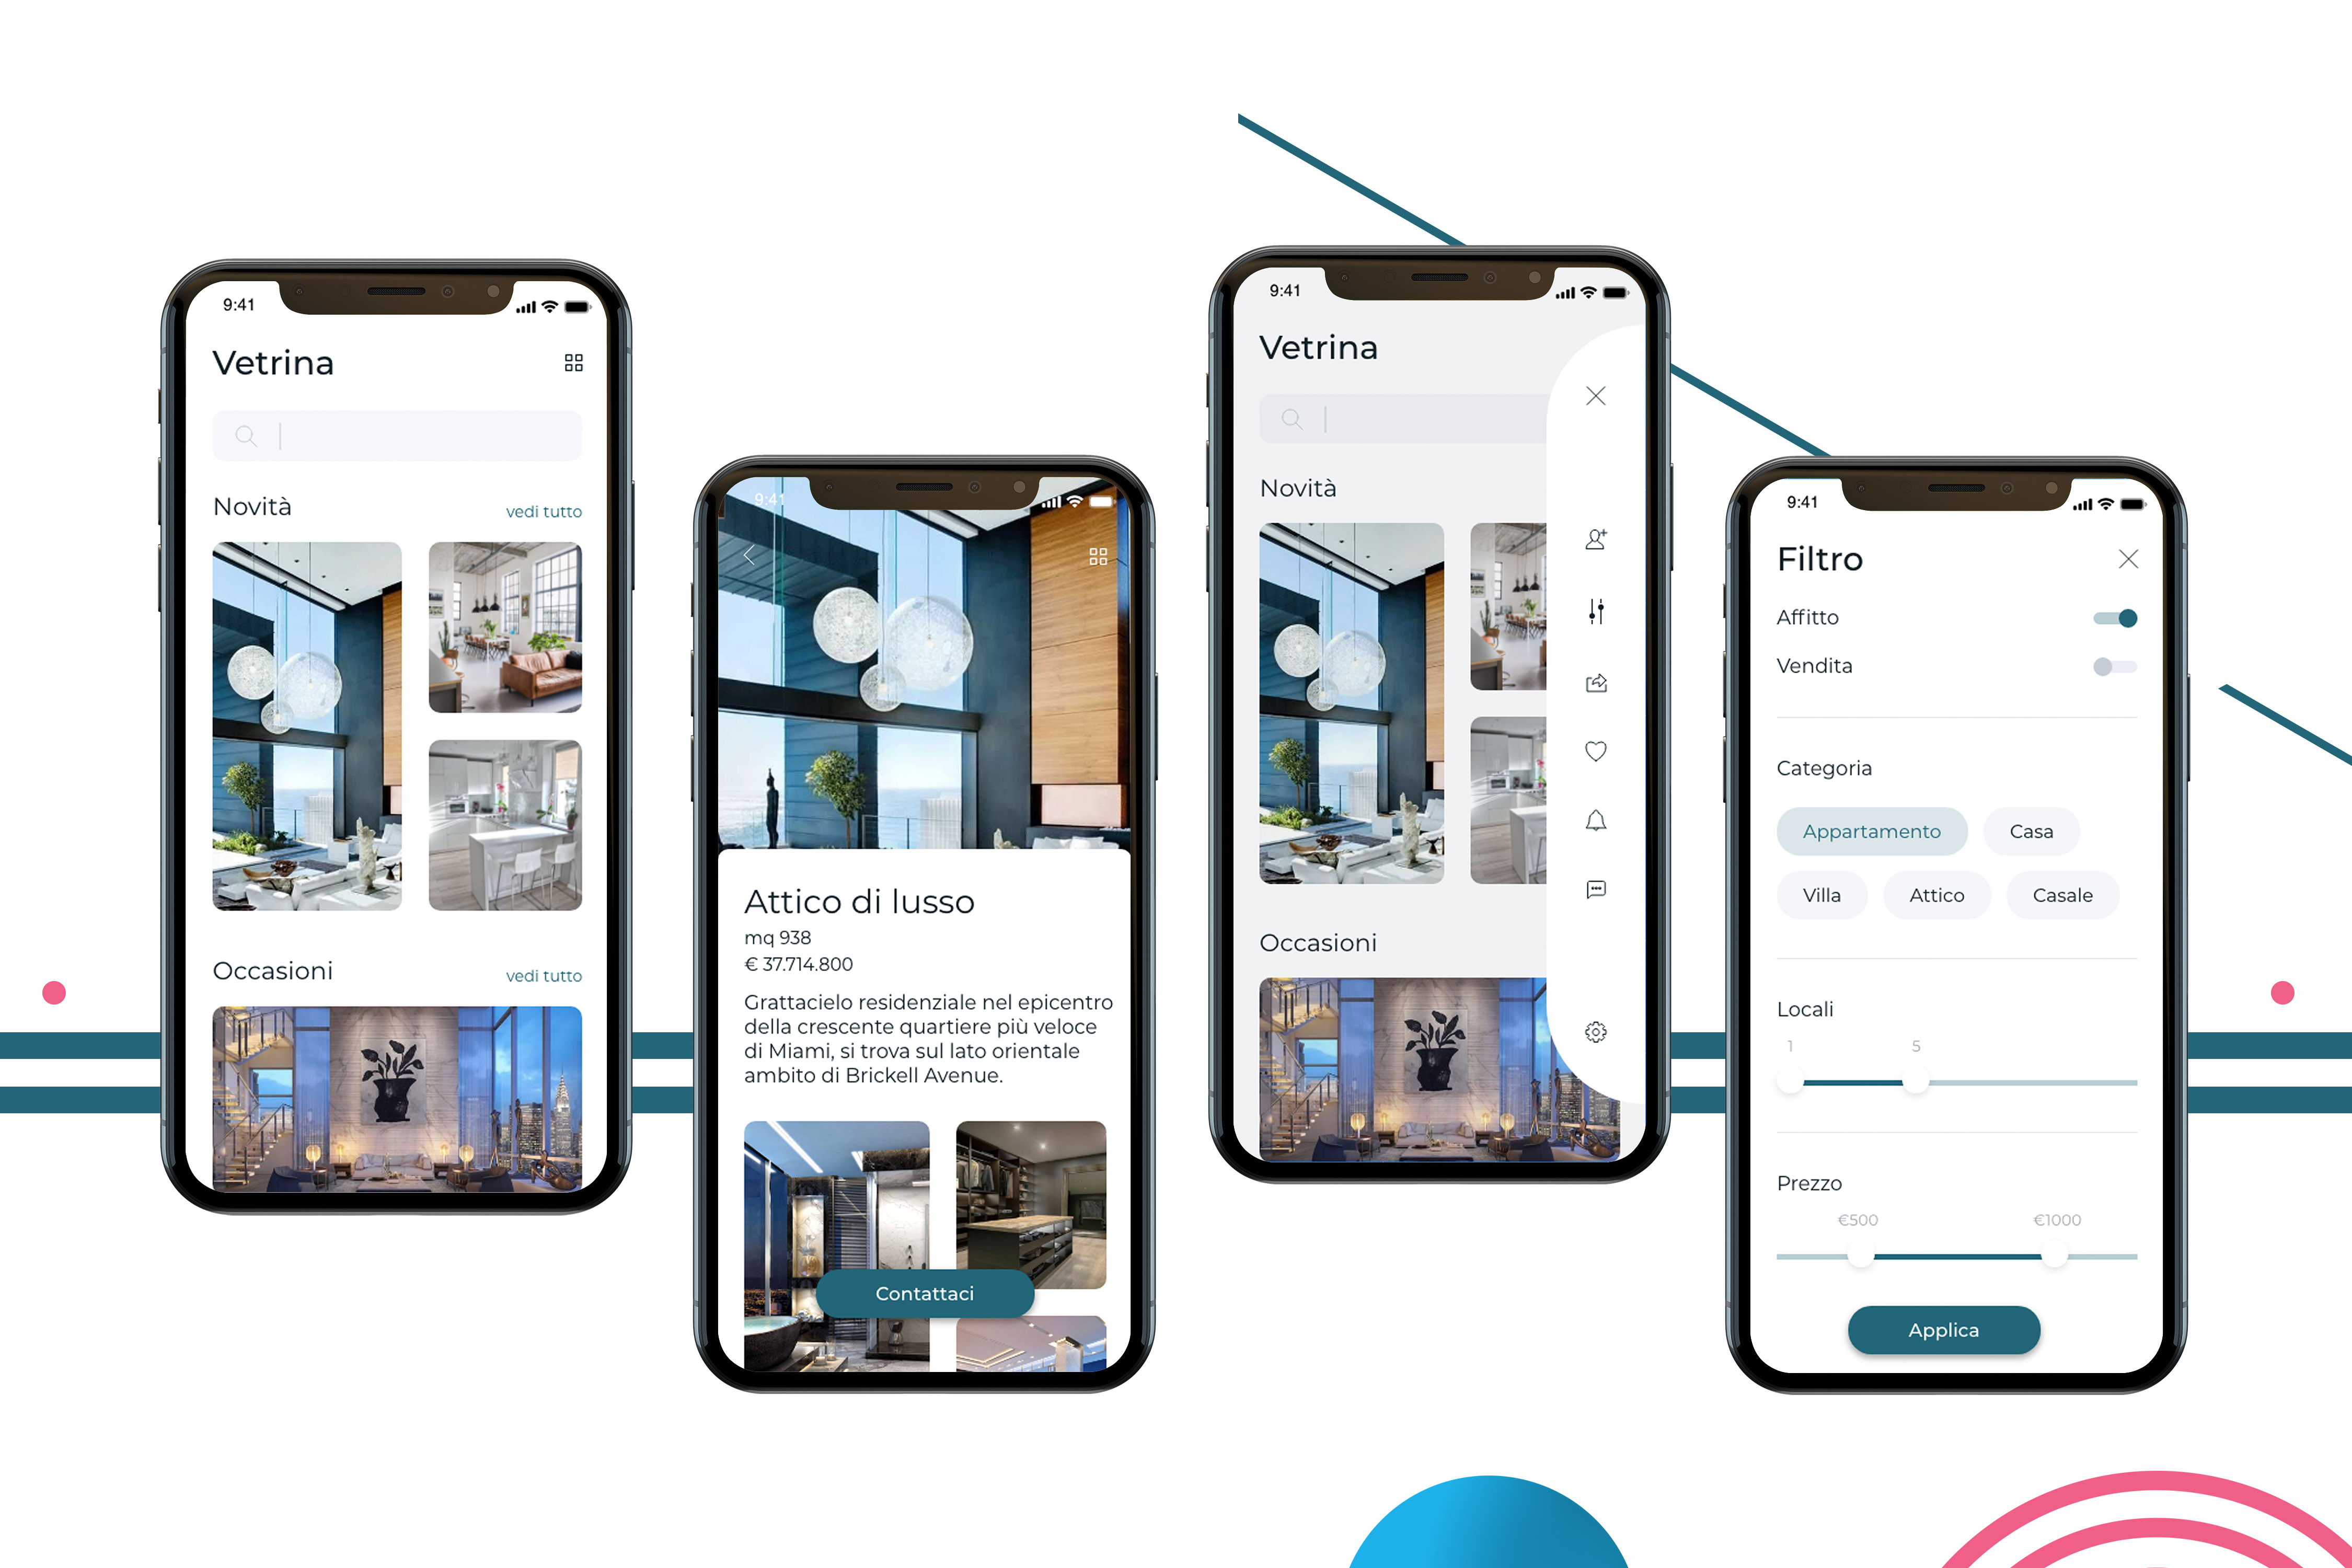 9:41
Vetrina
Novità
vedi tutto
Occasioni
vedi tutto
9:41
Attico di lusso
mq 938
€ 37.714.800
Grattacielo residenziale nel epicentro
della crescente quartiere più veloce
di Miami, si trova sul lato orientale
ambito di Brickell Avenue.
Contattaci
9:41
Vetrina
Novità
Occasioni
9:41
Filtro
Affitto
Vendita
Categoria
Appartamento
Casa
Villa
Attico
Casale
Locali
1
5
Prezzo
€500
€1000
Applica